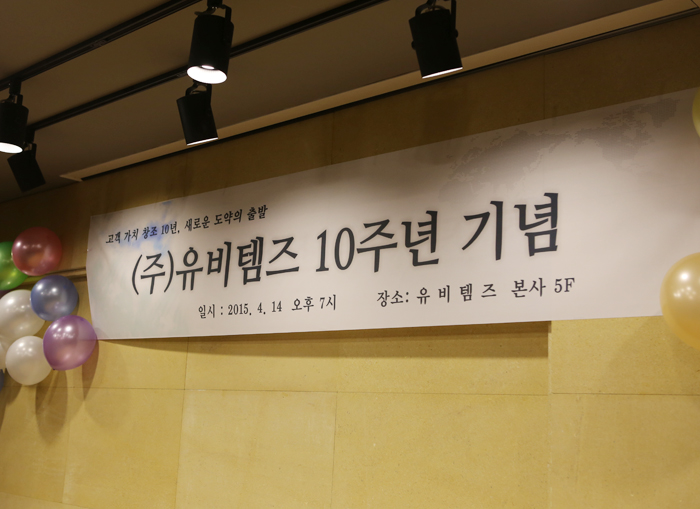 고객 가치 창조 10년, 새로운 도약의 출발
(주)유비템즈 10주년 기념
일시 : 2015. 4. 14 오후 7시 장소: 유 비 템 즈 본사 5F